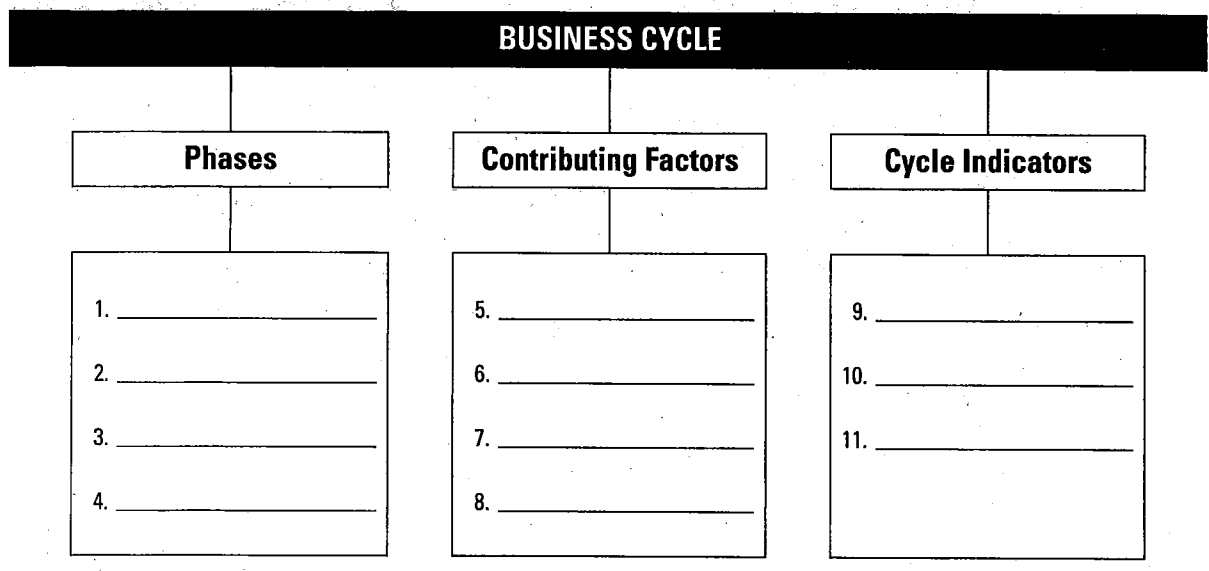 BUSINESS CYCLE
Phases
Contributing Factors
Cycle Indicators
1.
2.
3.
4.
5.
6.
7.
8.
9.
10.
11.